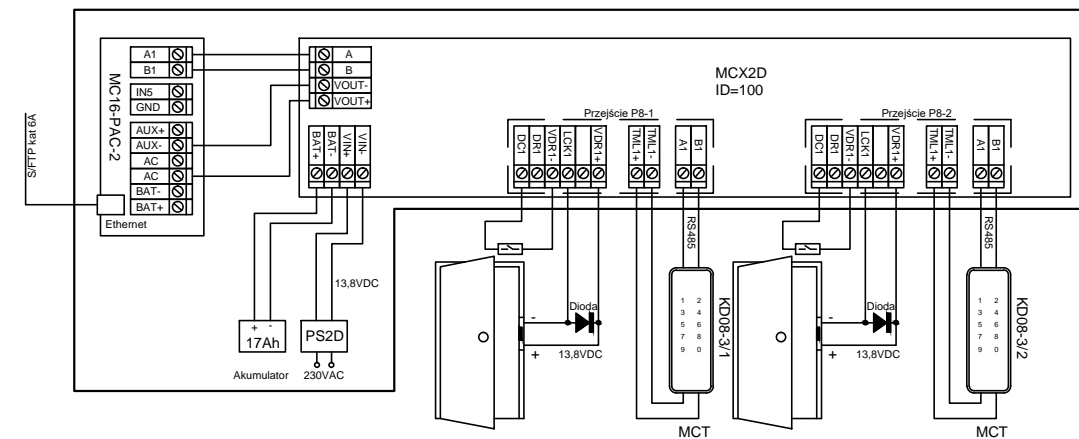 S/FTP kat 6A
MC16-PAC-2
A1
B1
IN5
GND
AUX+
AUX-
AC
AC
BAT-
BAT+
Ethernet
A
B
VOUT-
VOUT+
BAT+
BAT-
VIN+
VIN-
MCX2D
ID=100
Przejście P8-1
DC1
DR1
VDR1-
LCK1
VDR1+
TML1+
TML1-
A1
B1
Przejście P8-2
DC1
DR1
VDR1-
LCK1
VDR1+
TML1+
TML1-
A1
B1
RS485
RS485
13,8VDC
+ -
17Ah
Akumulator
PS2D
230VAC
Dioda
-
+
13,8VDC
1 2
3 4
5 6
7 8
9 0
KD08-3/1
MCT
Dioda
-
+
13,8VDC
1 2
3 4
5 6
7 8
9 0
KD08-3/2
MCT